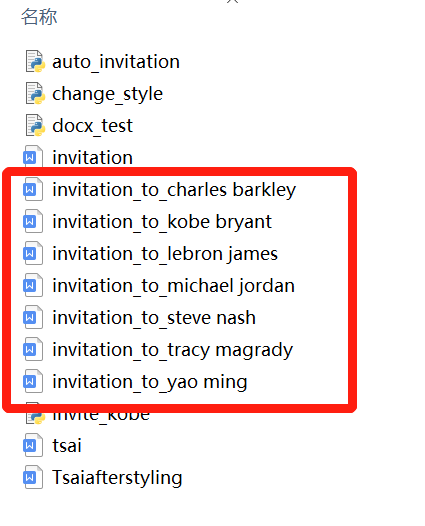 名称
auto_invitation
change_style
docx_test
invitation
invitation_to_charles barkley
invitation_to_kobe bryant
invitation_to_lebron james
invitation_to_michael jordan
invitation_to_steve nash
invitation_to_tracy magrady
invitation_to_yao ming
invite_kobe
tsai
Tsaiafterstyling